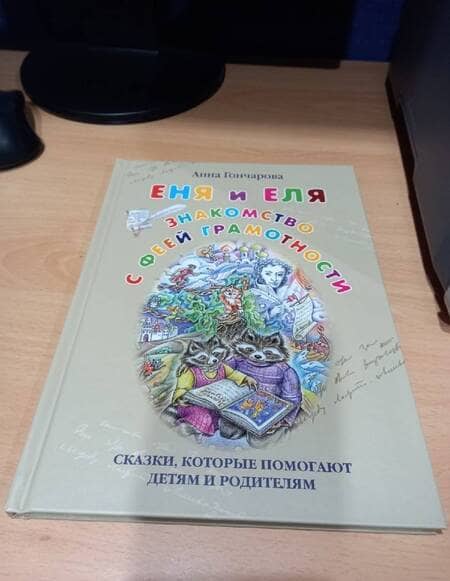 Анна Гончарова
ЕНЯ и ЕЛЯ
ЗНАКОМСТВО
С ФЕЕЙ ГРАМОТНОСТИ
СКАЗКИ, КОТОРЫЕ ПОМОГАЮТ
ДЕТЯМ И РОДИТЕЛЯМ